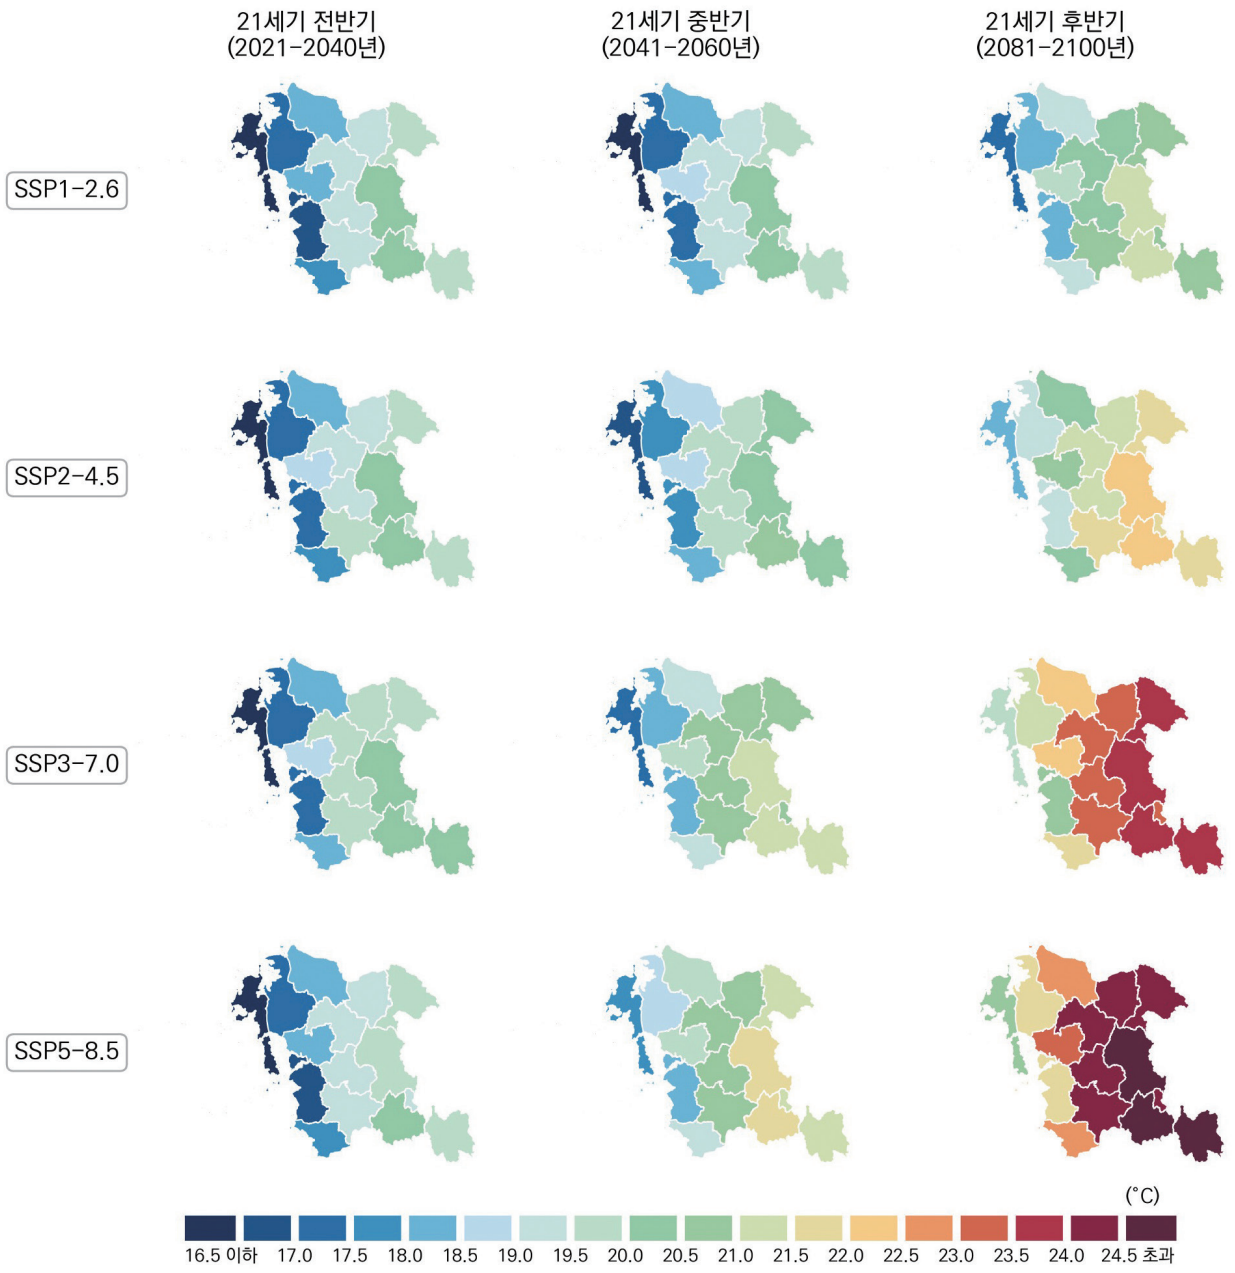 21세기 전반기
(2021-2040년)
21세기 중반기
(2041-2060년)
21세기 후반기
(2081-2100년)
SSP1-2.6
SSP2-4.5
SSP3-7.0
SSP5-8.5
(°C)
16.5 이하 17.0 17.5 18.0 18.5 19.0 19.5 20.0 20.5 21.0 21.5 22.0 22.5 23.0 23.5 24.0 24.5 초과